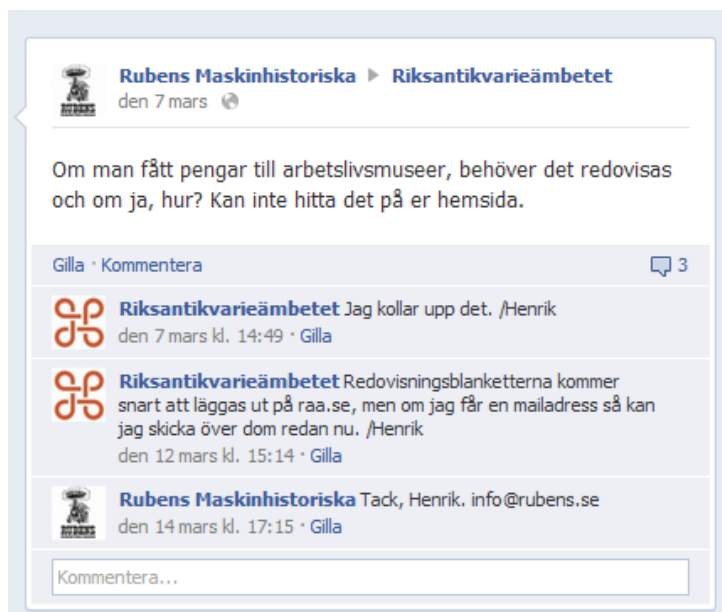 Rubens Maskinhistoriska ▶ Riksantikvarieämbetet
den 7 mars
Om man fått pengar till arbetslivsmuseer, behöver det redovisas
och om ja, hur? Kan inte hitta det på er hemsida.
Gilla · Kommentera 3
Riksantikvarieämbetet Jag kollar upp det. /Henrik
den 7 mars kl. 14:49 · Gilla
Riksantikvarieämbetet Redovisningsblanketterna kommer
snart att läggas ut på raa.se, men om jag får en mailadress så kan
jag skicka över dom redan nu. /Henrik
den 12 mars kl. 15:14 · Gilla
RUBENS
Rubens Maskinhistoriska Tack, Henrik. info@rubens.se
den 14 mars kl. 17:15 · Gilla
Kommentera...